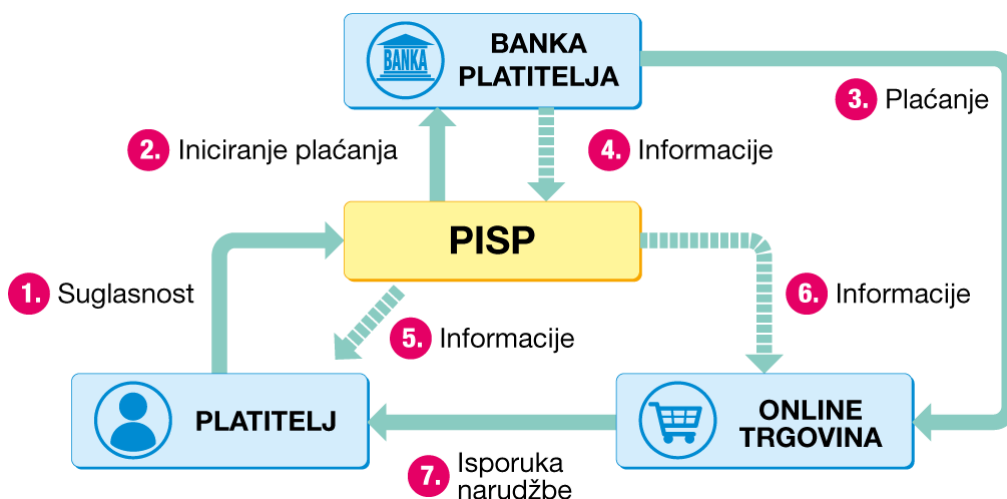 BANKA
BANKA
PLATITELJA
3. Plaćanje
2. Iniciranje plaćanja
4. Informacije
PISP
1. Suglasnost
6. Informacije
5. Informacije
PLATITELJ
ONLINE
TRGOVINA
7. Isporuka
narudžbe